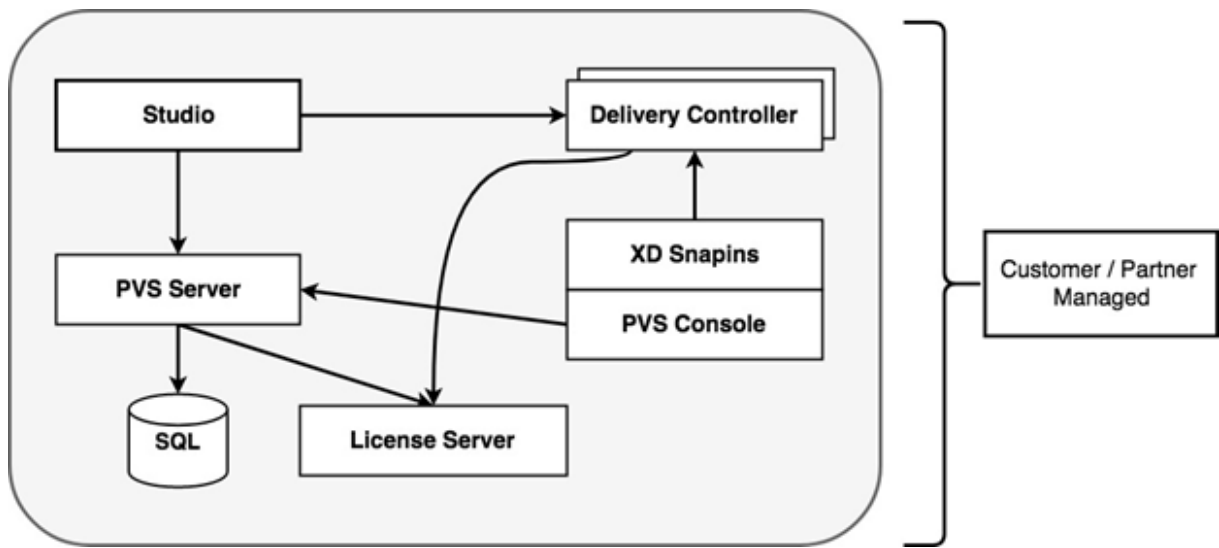 Studio
Delivery Controller
XD Snapins
PVS Server
PVS Console
SQL
License Server
Customer / Partner
Managed